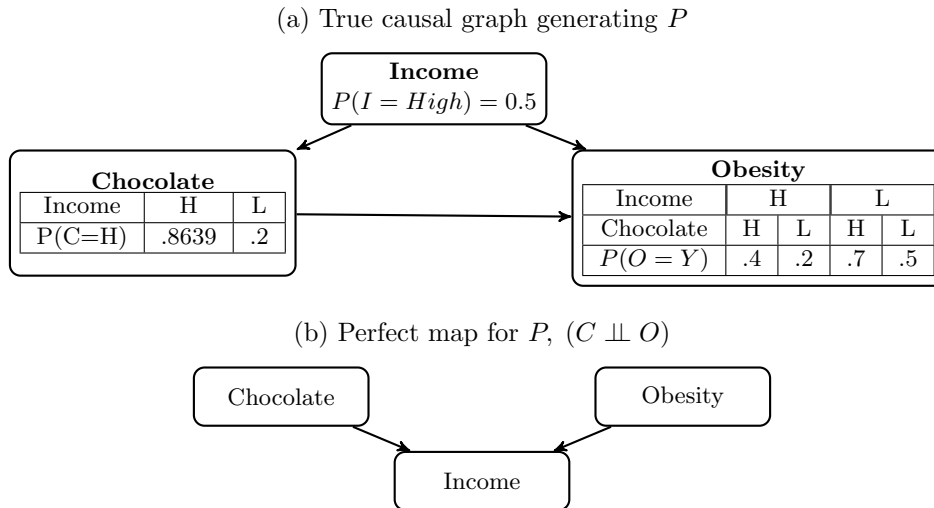 (a) True causal graph generating P
Income
P(I = High) = 0.5
Chocolate
Income H L
P(C=H) .8639 .2
Obesity
Income H L
Chocolate H L H L
P(O = Y) .4 .2 .7 .5
(b) Perfect map for P, (C ⫫ O)
Chocolate
Obesity
Income